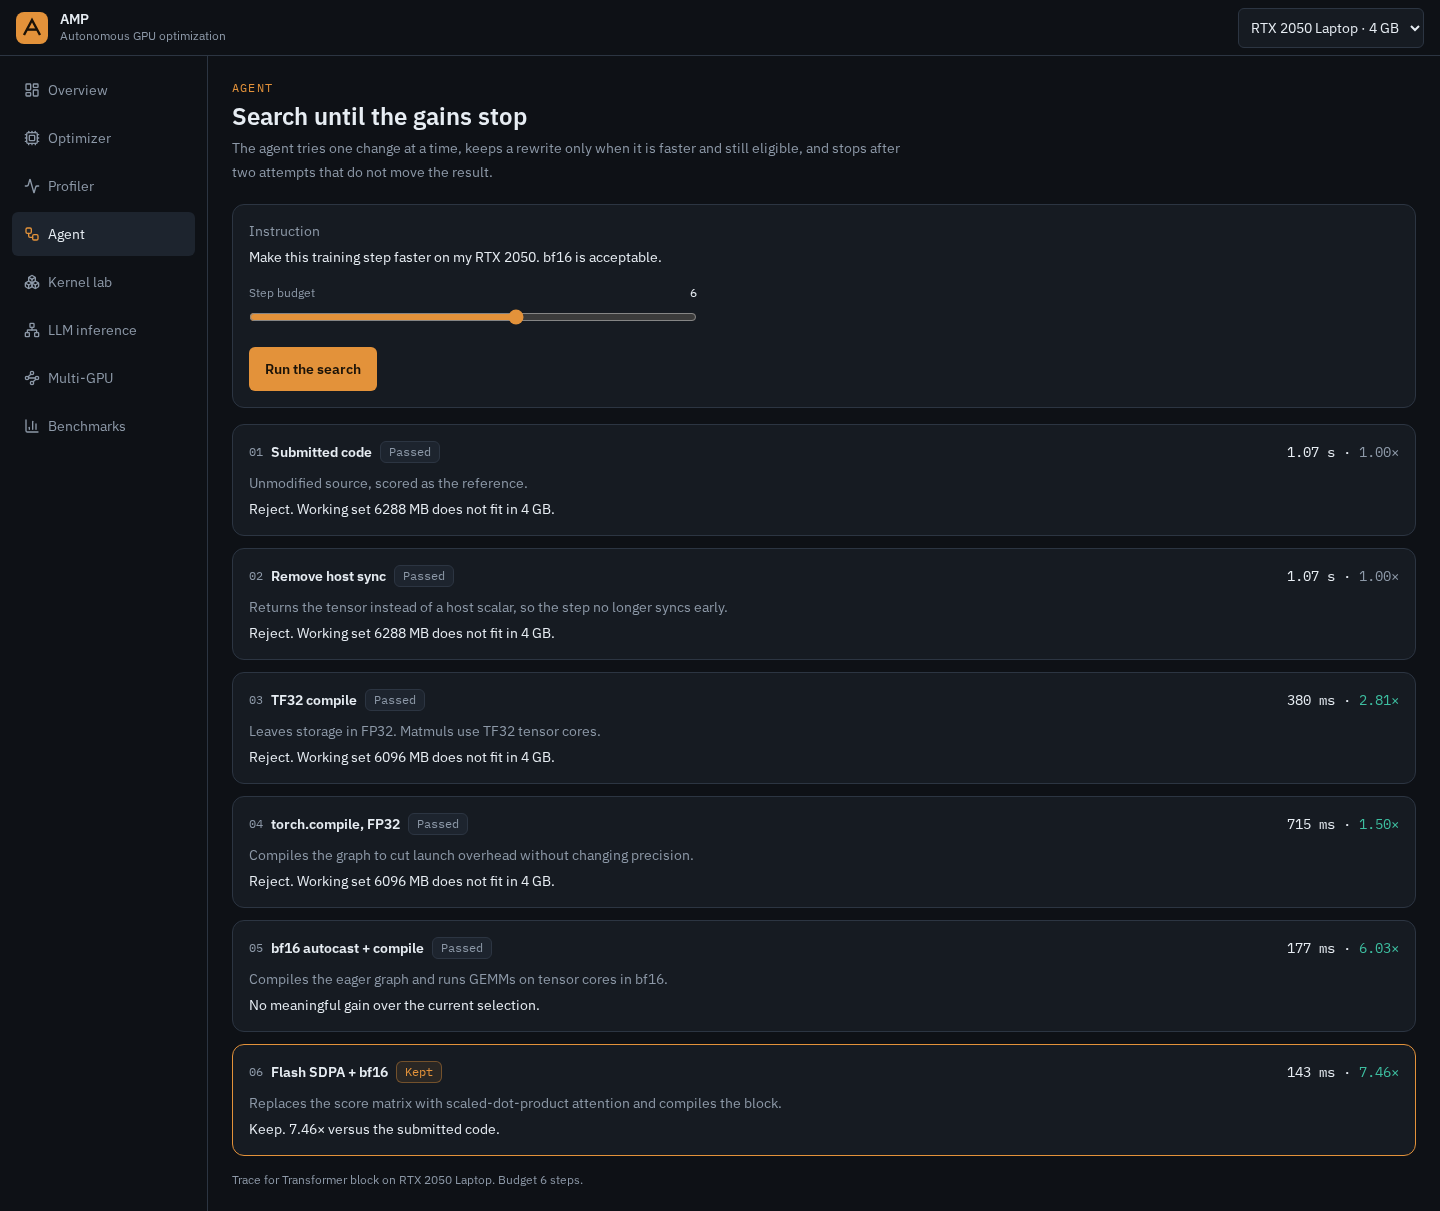 AMP
Autonomous GPU optimization
RTX 2050 Laptop · 4 GB
Overview
Optimizer
Profiler
Agent
Kernel lab
LLM inference
Multi-GPU
Benchmarks
AGENT
Search until the gains stop
The agent tries one change at a time, keeps a rewrite only when it is faster and still eligible, and stops after
two attempts that do not move the result.
Instruction
Make this training step faster on my RTX 2050. bf16 is acceptable.
Step budget 6
Run the search
01 Submitted code Passed 1.07 s · 1.00×
Unmodified source, scored as the reference.
Reject. Working set 6288 MB does not fit in 4 GB.
02 Remove host sync Passed 1.07 s · 1.00×
Returns the tensor instead of a host scalar, so the step no longer syncs early.
Reject. Working set 6288 MB does not fit in 4 GB.
03 TF32 compile Passed 380 ms · 2.81×
Leaves storage in FP32. Matmuls use TF32 tensor cores.
Reject. Working set 6096 MB does not fit in 4 GB.
04 torch.compile, FP32 Passed 715 ms · 1.50×
Compiles the graph to cut launch overhead without changing precision.
Reject. Working set 6096 MB does not fit in 4 GB.
05 bf16 autocast + compile Passed 177 ms · 6.03×
Compiles the eager graph and runs GEMMs on tensor cores in bf16.
No meaningful gain over the current selection.
06 Flash SDPA + bf16 Kept 143 ms · 7.46×
Replaces the score matrix with scaled-dot-product attention and compiles the block.
Keep. 7.46× versus the submitted code.
Trace for Transformer block on RTX 2050 Laptop. Budget 6 steps.